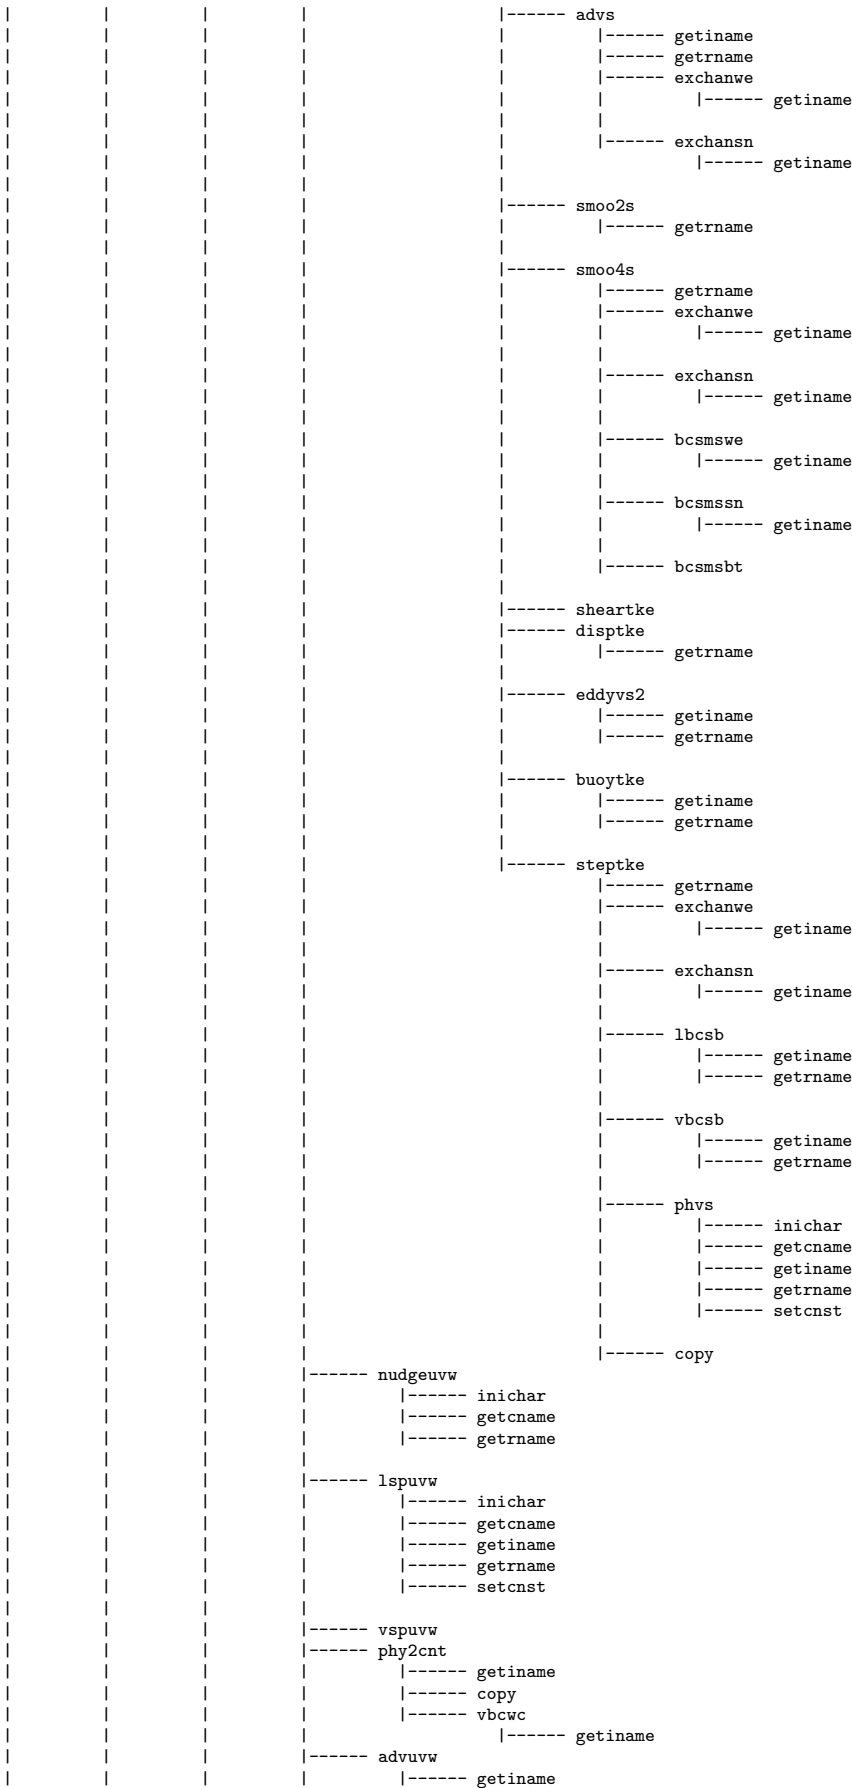 |           |           |           |                       |------ advs
|           |           |           |                       |           |------ getiname
|           |           |           |                       |           |------ getrname
|           |           |           |                       |           |------ exchanwe
|           |           |           |                       |           |           |------ getiname
|           |           |           |                       |           |
|           |           |           |                       |           |------ exchansn
|           |           |           |                       |                       |------ getiname
|           |           |           |                       |
|           |           |           |                       |------ smoo2s
|           |           |           |                       |           |------ getrname
|           |           |           |                       |
|           |           |           |                       |------ smoo4s
|           |           |           |                       |           |------ getrname
|           |           |           |                       |           |------ exchanwe
|           |           |           |                       |           |           |------ getiname
|           |           |           |                       |           |
|           |           |           |                       |           |------ exchansn
|           |           |           |                       |           |           |------ getiname
|           |           |           |                       |           |
|           |           |           |                       |           |------ bcsmswe
|           |           |           |                       |           |           |------ getiname
|           |           |           |                       |           |
|           |           |           |                       |           |------ bcsmssn
|           |           |           |                       |           |           |------ getiname
|           |           |           |                       |           |
|           |           |           |                       |           |------ bcsmsbt
|           |           |           |                       |
|           |           |           |                       |------ sheartke
|           |           |           |                       |------ disptke
|           |           |           |                       |           |------ getrname
|           |           |           |                       |
|           |           |           |                       |------ eddyvs2
|           |           |           |                       |           |------ getiname
|           |           |           |                       |           |------ getrname
|           |           |           |                       |
|           |           |           |                       |------ buoytke
|           |           |           |                       |           |------ getiname
|           |           |           |                       |           |------ getrname
|           |           |           |                       |
|           |           |           |                       |------ steptke
|           |           |           |                                   |------ getrname
|           |           |           |                                   |------ exchanwe
|           |           |           |                                   |           |------ getiname
|           |           |           |                                   |
|           |           |           |                                   |------ exchansn
|           |           |           |                                   |           |------ getiname
|           |           |           |                                   |
|           |           |           |                                   |------ lbcsb
|           |           |           |                                   |           |------ getiname
|           |           |           |                                   |           |------ getrname
|           |           |           |                                   |
|           |           |           |                                   |------ vbcsb
|           |           |           |                                   |           |------ getiname
|           |           |           |                                   |           |------ getrname
|           |           |           |                                   |
|           |           |           |                                   |------ phvs
|           |           |           |                                   |           |------ inichar
|           |           |           |                                   |           |------ getcname
|           |           |           |                                   |           |------ getiname
|           |           |           |                                   |           |------ getrname
|           |           |           |                                   |           |------ setcnst
|           |           |           |                                   |
|           |           |           |                                   |------ copy
|           |           |           |------ nudgeuvw
|           |           |           |           |------ inichar
|           |           |           |           |------ getcname
|           |           |           |           |------ getrname
|           |           |           |
|           |           |           |------ lspuvw
|           |           |           |           |------ inichar
|           |           |           |           |------ getcname
|           |           |           |           |------ getiname
|           |           |           |           |------ getrname
|           |           |           |           |------ setcnst
|           |           |           |
|           |           |           |------ vspuvw
|           |           |           |------ phy2cnt
|           |           |           |           |------ getiname
|           |           |           |           |------ copy
|           |           |           |           |------ vbcwc
|           |           |           |                       |------ getiname
|           |           |           |------ advuvw
|           |           |           |           |------ getiname